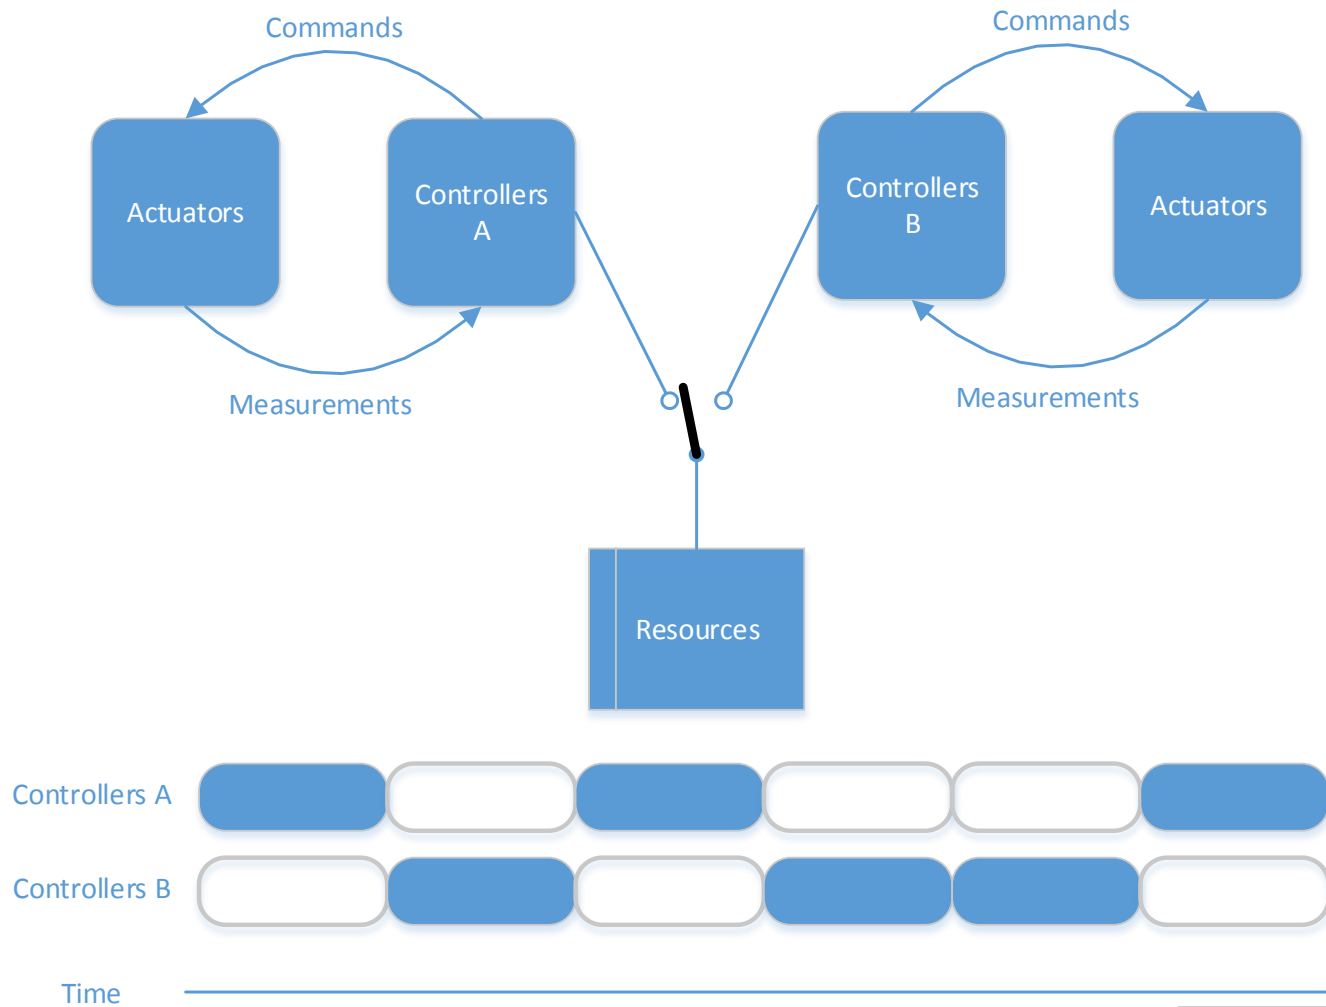 Commands
Commands
Actuators
Controllers
A
Controllers
B
Actuators
Measurements
Measurements
Resources
Controllers A
Controllers B
Time